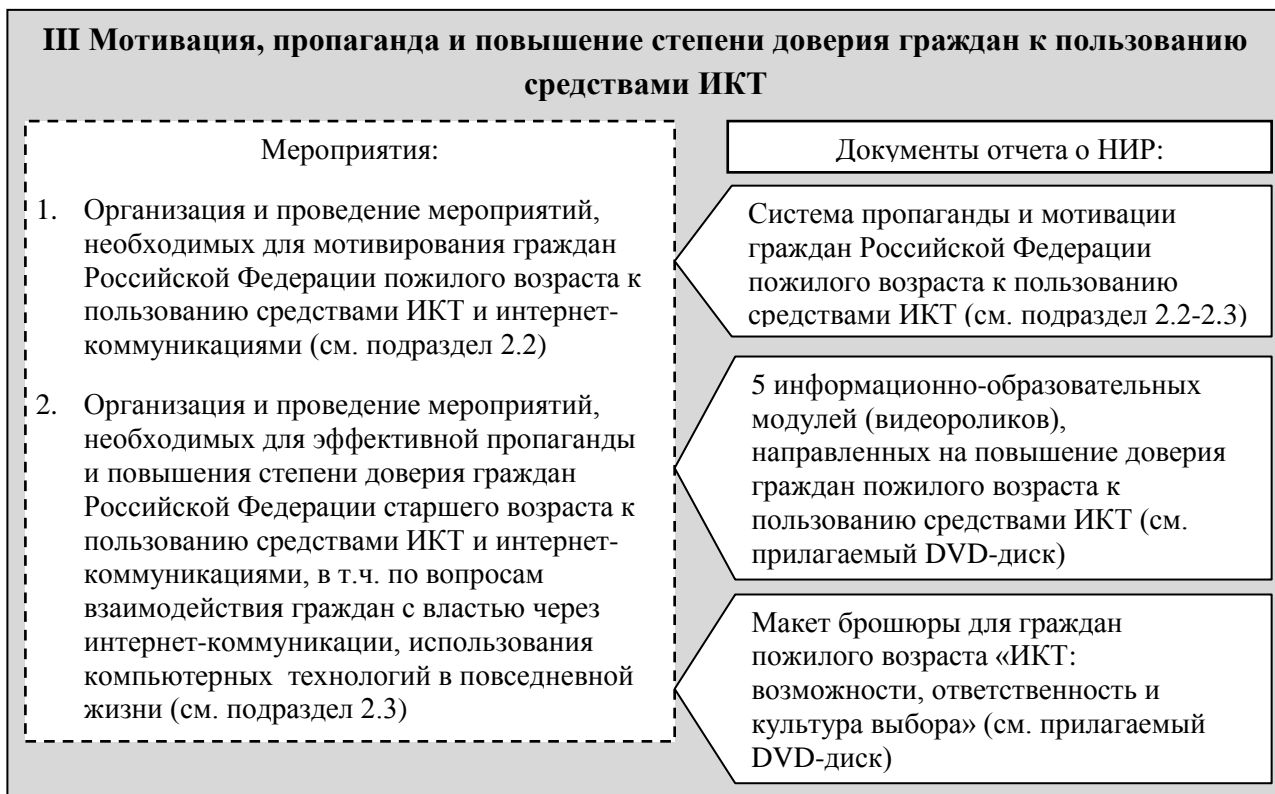 III Мотивация, пропаганда и повышение степени доверия граждан к пользованию
средствами ИКТ
Мероприятия:
1. Организация и проведение мероприятий,
необходимых для мотивирования граждан
Российской Федерации пожилого возраста к
пользованию средствами ИКТ и интернет-
коммуникациями (см. подраздел 2.2)
2. Организация и проведение мероприятий,
необходимых для эффективной пропаганды
и повышения степени доверия граждан
Российской Федерации старшего возраста к
пользованию средствами ИКТ и интернет-
коммуникациями, в т.ч. по вопросам
взаимодействия граждан с властью через
интернет-коммуникации, использования
компьютерных технологий в повседневной
жизни (см. подраздел 2.3)
Документы отчета о НИР:
Система пропаганды и мотивации
граждан Российской Федерации
пожилого возраста к пользованию
средствами ИКТ (см. подраздел 2.2-2.3)
5 информационно-образовательных
модулей (видеороликов),
направленных на повышение доверия
граждан пожилого возраста к
пользованию средствами ИКТ (см.
прилагаемый DVD-диск)
Макет брошюры для граждан
пожилого возраста «ИКТ:
возможности, ответственность и
культура выбора» (см. прилагаемый
DVD-диск)